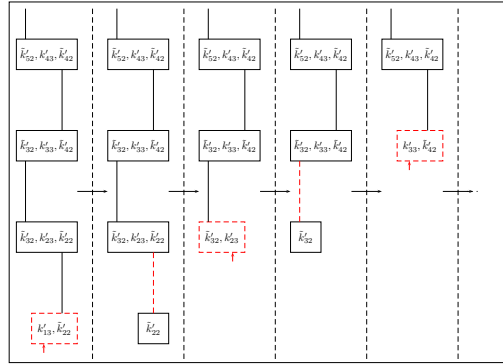 k̃′₅₂, k′₄₃, k̃′₄₂
k̃′₃₂, k′₃₃, k̃′₄₂
k̃′₃₂, k′₂₃, k̃′₂₂
k′₁₃, k̃′₂₂
k̃′₅₂, k′₄₃, k̃′₄₂
k̃′₃₂, k′₃₃, k̃′₄₂
k̃′₃₂, k′₂₃, k̃′₂₂
k̃′₂₂
k̃′₅₂, k′₄₃, k̃′₄₂
k̃′₃₂, k′₃₃, k̃′₄₂
k̃′₃₂, k′₂₃
k̃′₅₂, k′₄₃, k̃′₄₂
k̃′₃₂, k′₃₃, k̃′₄₂
k̃′₃₂
k̃′₅₂, k′₄₃, k̃′₄₂
k′₃₃, k̃′₄₂